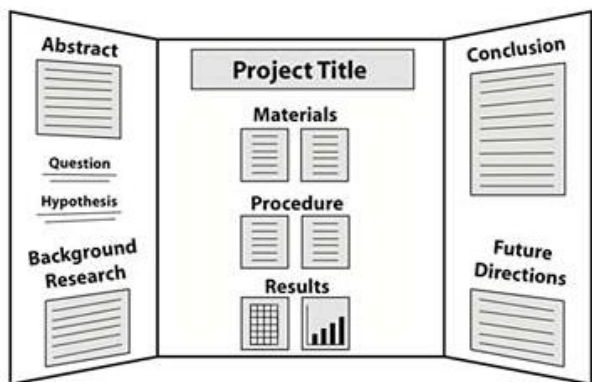 Abstract
Question
Hypothesis
Background
Research
Project Title
Materials
Procedure
Results
Conclusion
Future
Directions